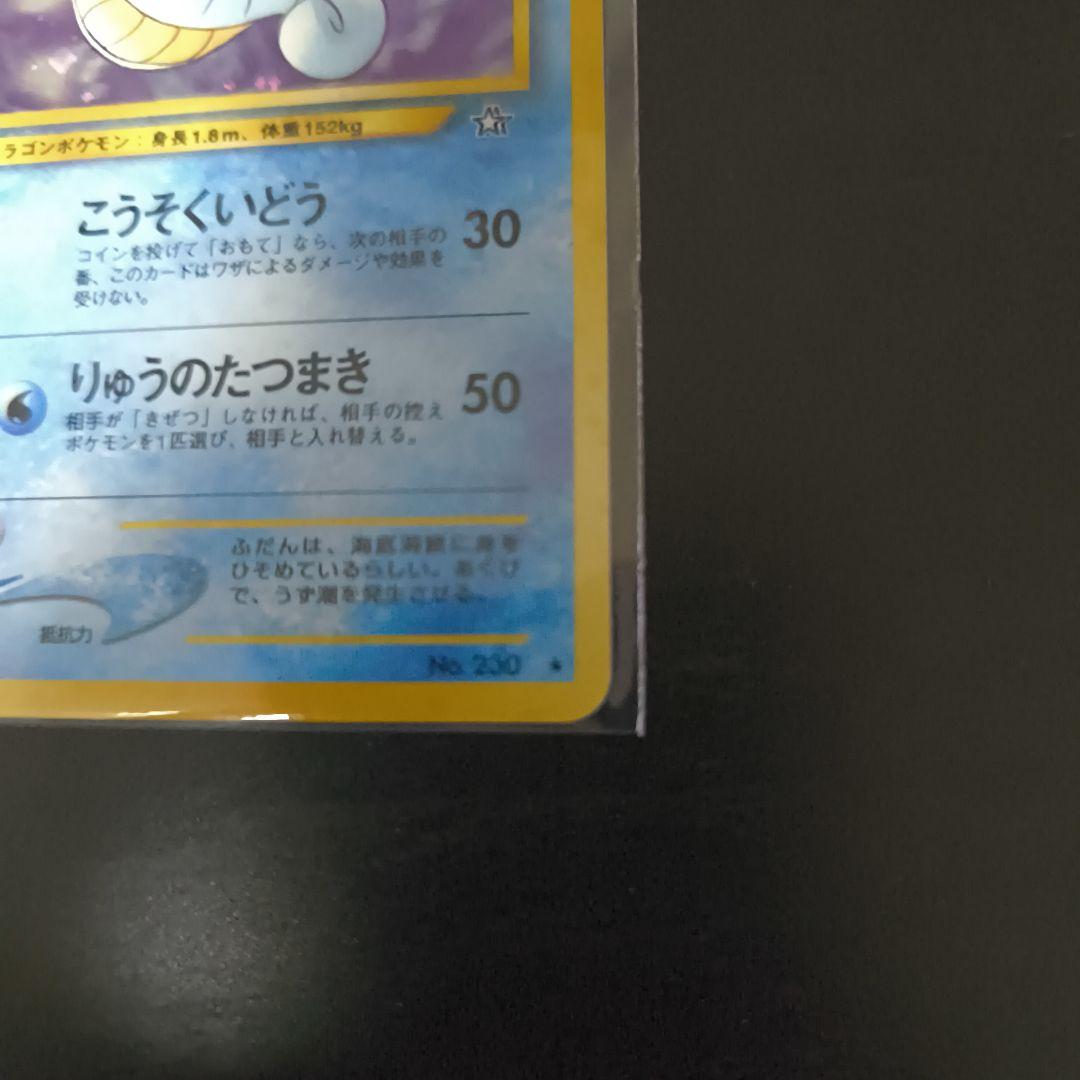 ラゴンポケモン：身長1.8m、体重152kg
こうそくいどう 30
コインを投げて「おもて」なら、次の相手の
番、このカードはワザによるダメージや効果を
受けない。
りゅうのたつまき 50
相手が「きぜつ」しなければ、相手の控え
ポケモンを1匹選び、相手と入れ替える。
ふだんは、海底洞窟に身を
ひそめているらしい。あくび
で、うず潮を発生させる。
抵抗力
No. 230 ★